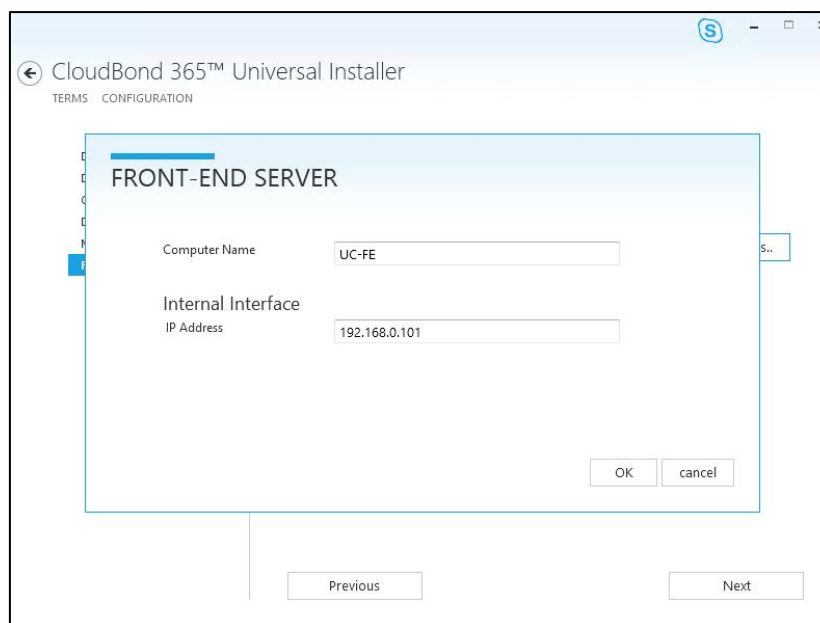 CloudBond 365™ Universal Installer
TERMS CONFIGURATION
FRONT-END SERVER
Computer Name UC-FE
Internal Interface
IP Address 192.168.0.101
OK cancel
Previous Next